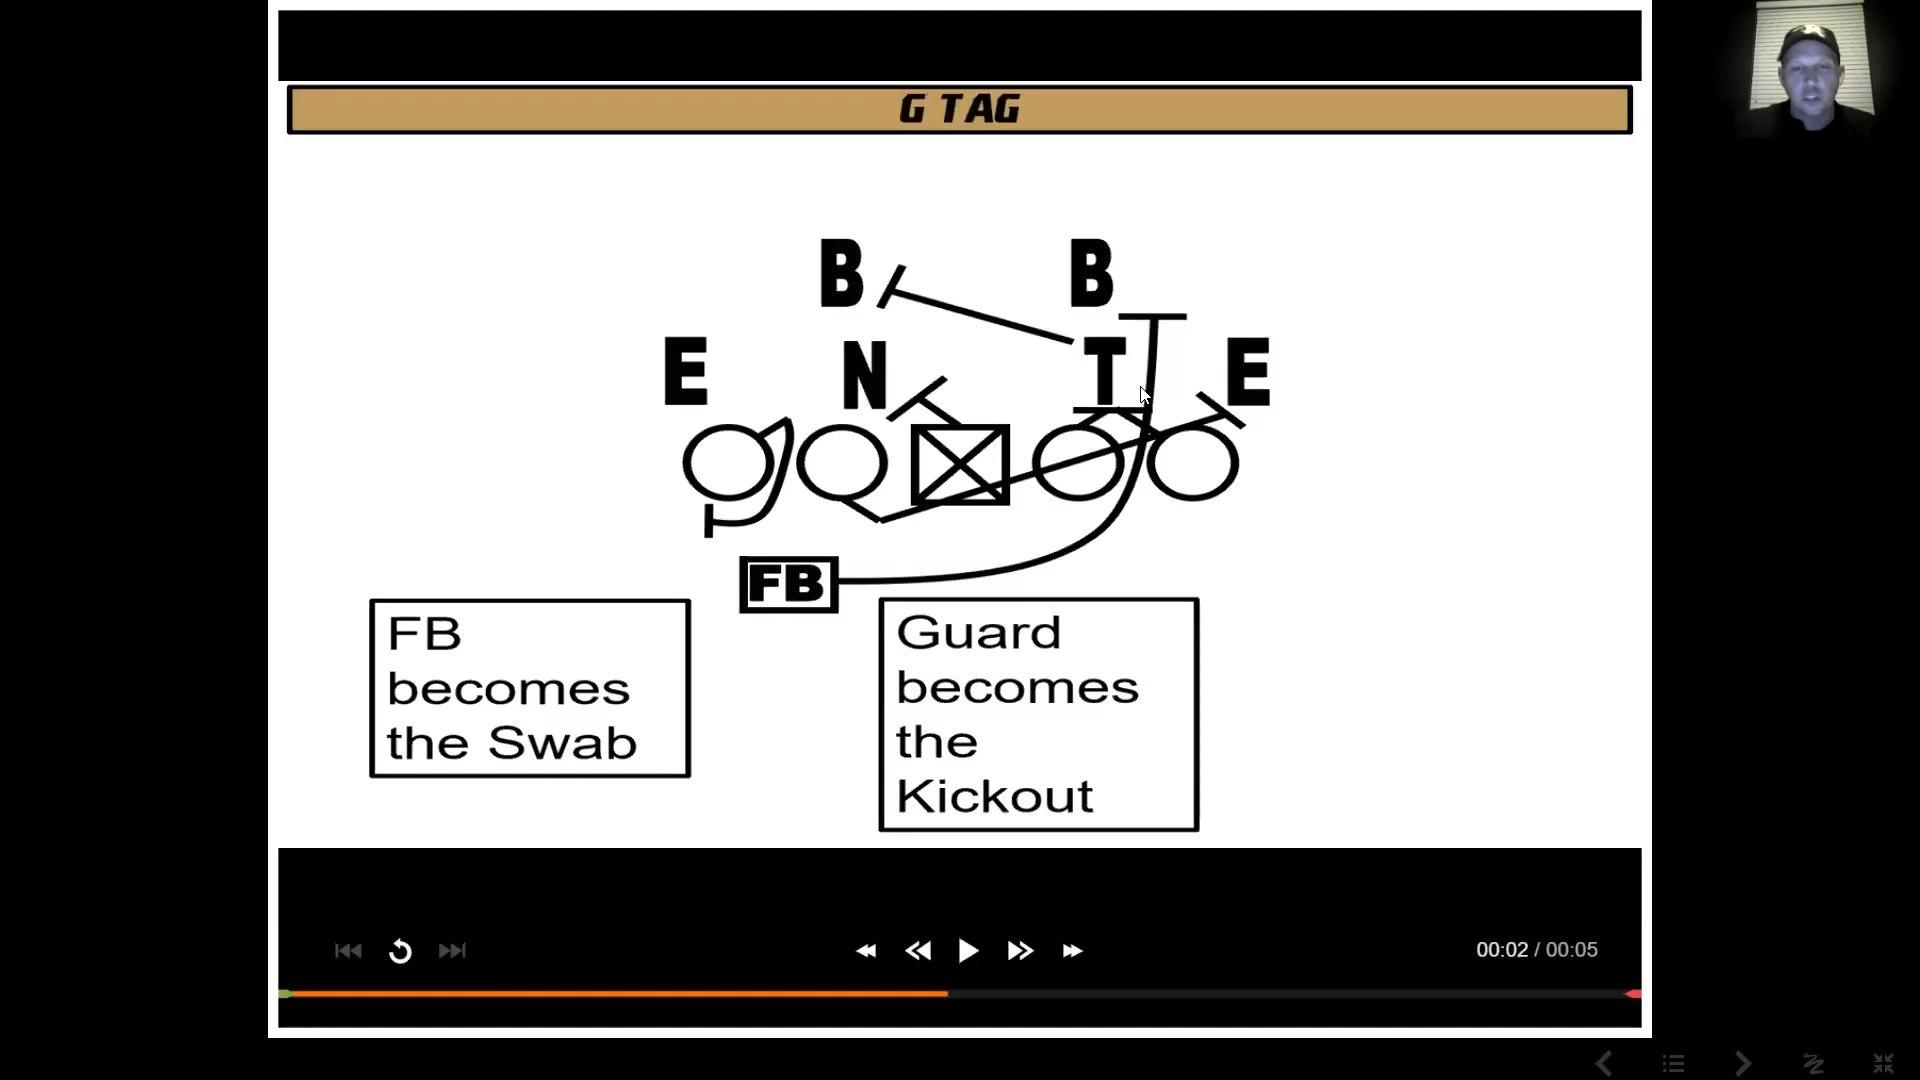 G TAG
B B
E N T E
FB
FB
becomes
the Swab
Guard
becomes
the
Kickout
00:02 / 00:05